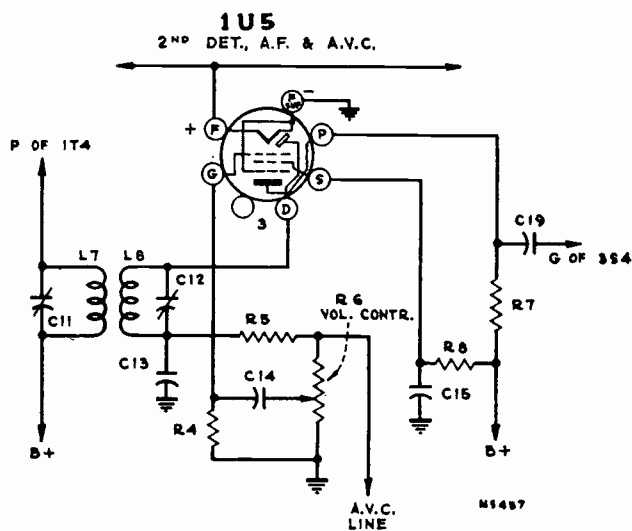 1U5
2ND DET., A.F. & A.V.C.
P OF 1T4
+
F
-
P
G
S
3
D
L7
L8
C12
C11
C13
R5
R6
VOL. CONTR.
C14
R4
C19
G OF 3S4
R7
R8
C15
B+
B+
A.V.C.
LINE